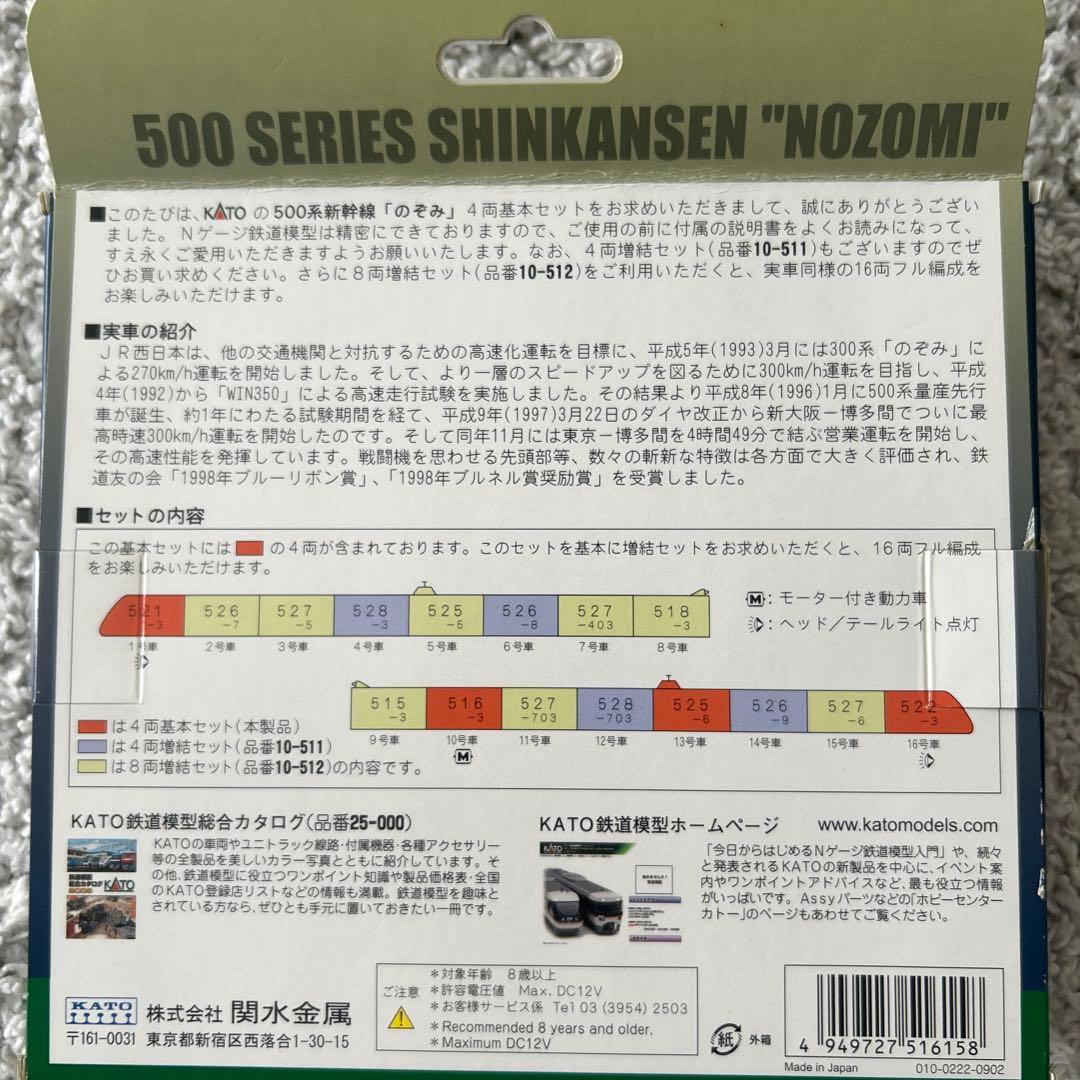 500 SERIES SHINKANSEN "NOZOMI"
■このたびは、KATOの500系新幹線「のぞみ」４両基本セットをお求めいただきまして、誠にありがとうござい
ました。Nゲージ鉄道模型は精密にできておりますので、ご使用の前に付属の説明書をよくお読みになって、
すえ永くご愛用いただきますようお願いいたします。なお、４両増結セット(品番10-511)もございますのでぜ
ひお買い求めください。さらに８両増結セット(品番10-512)をご利用いただくと、実車同様の16両フル編成を
お楽しみいただけます。
■実車の紹介
ＪＲ西日本は、他の交通機関と対抗するための高速化運転を目標に、平成5年(1993)3月には300系「のぞみ」によ
る270km/h運転を開始しました。そして、より一層のスピードアップを図るために300km/h運転を目指し、平成
4年(1992)から「WIN350」による高速走行試験を実施しました。その結果より平成8年(1996)1月に500系量産先行
車が誕生、約1年にわたる試験期間を経て、平成9年(1997)3月22日のダイヤ改正から新大阪ー博多間でついに最
高時速300km/h運転を開始したのです。そして同年11月には東京ー博多間を4時間49分で結ぶ営業運転を開始し、
その高速性能を発揮しています。戦闘機を思わせる先頭部等、数々の斬新な特徴は各方面で大きく評価され、鉄
道友の会「1998年ブルーリボン賞」、「1998年ブルネル賞奨励賞」を受賞しました。
■セットの内容
この基本セットには の４両が含まれております。このセットを基本に増結セットをお求めいただくと、16両フル編成
をお楽しみいただけます。
521 526 527 528 525 526 527 518
-3 -7 -5 -3 -5 -8 -403 -3
1号車 2号車 3号車 4号車 5号車 6号車 7号車 8号車
M：モーター付き動力車
：ヘッド／テールライト点灯
515 516 527 528 525 526 527 522
-3 -3 -703 -703 -6 -9 -6 -3
9号車 10号車 11号車 12号車 13号車 14号車 15号車 16号車
M
は４両基本セット(本製品)
は４両増結セット(品番10-511)
は８両増結セット(品番10-512)の内容です。
KATO鉄道模型総合カタログ(品番25-000)
KATOの車両やユニトラック線路・付属機器・各種アクセサリー
等の全製品を美しいカラー写真とともに紹介しています。そ
の他、鉄道模型に役立つワンポイント知識や製品価格表・全国
のKATO登録店リストなどの情報も満載。鉄道模型を趣味と
されている方なら、ぜひとも手元に置いておきたい一冊です。
KATO
KATO鉄道模型ホームページ www.katomodels.com
「今日からはじめるNゲージ鉄道模型入門」や、続々
と発表されるKATOの新製品を中心に、イベント案
内やワンポイントアドバイスなど、最も役立つ情報
がいっぱいです。Assyパーツなどの「ホビーセンター
カトー」のページもあわせてご覧ください。
KATO
KATO
株式会社 関水金属
〒161-0031 東京都新宿区西落合1-30-15
ご注意
＊対象年齢 8歳以上
＊許容電圧値 Max. DC12V
＊お客様サービス係 Tel 03 (3954) 2503
＊Recommended 8 years and older.
＊Maximum DC12V
紙 外箱
4 949727 516158
Made in Japan 010-0222-0902